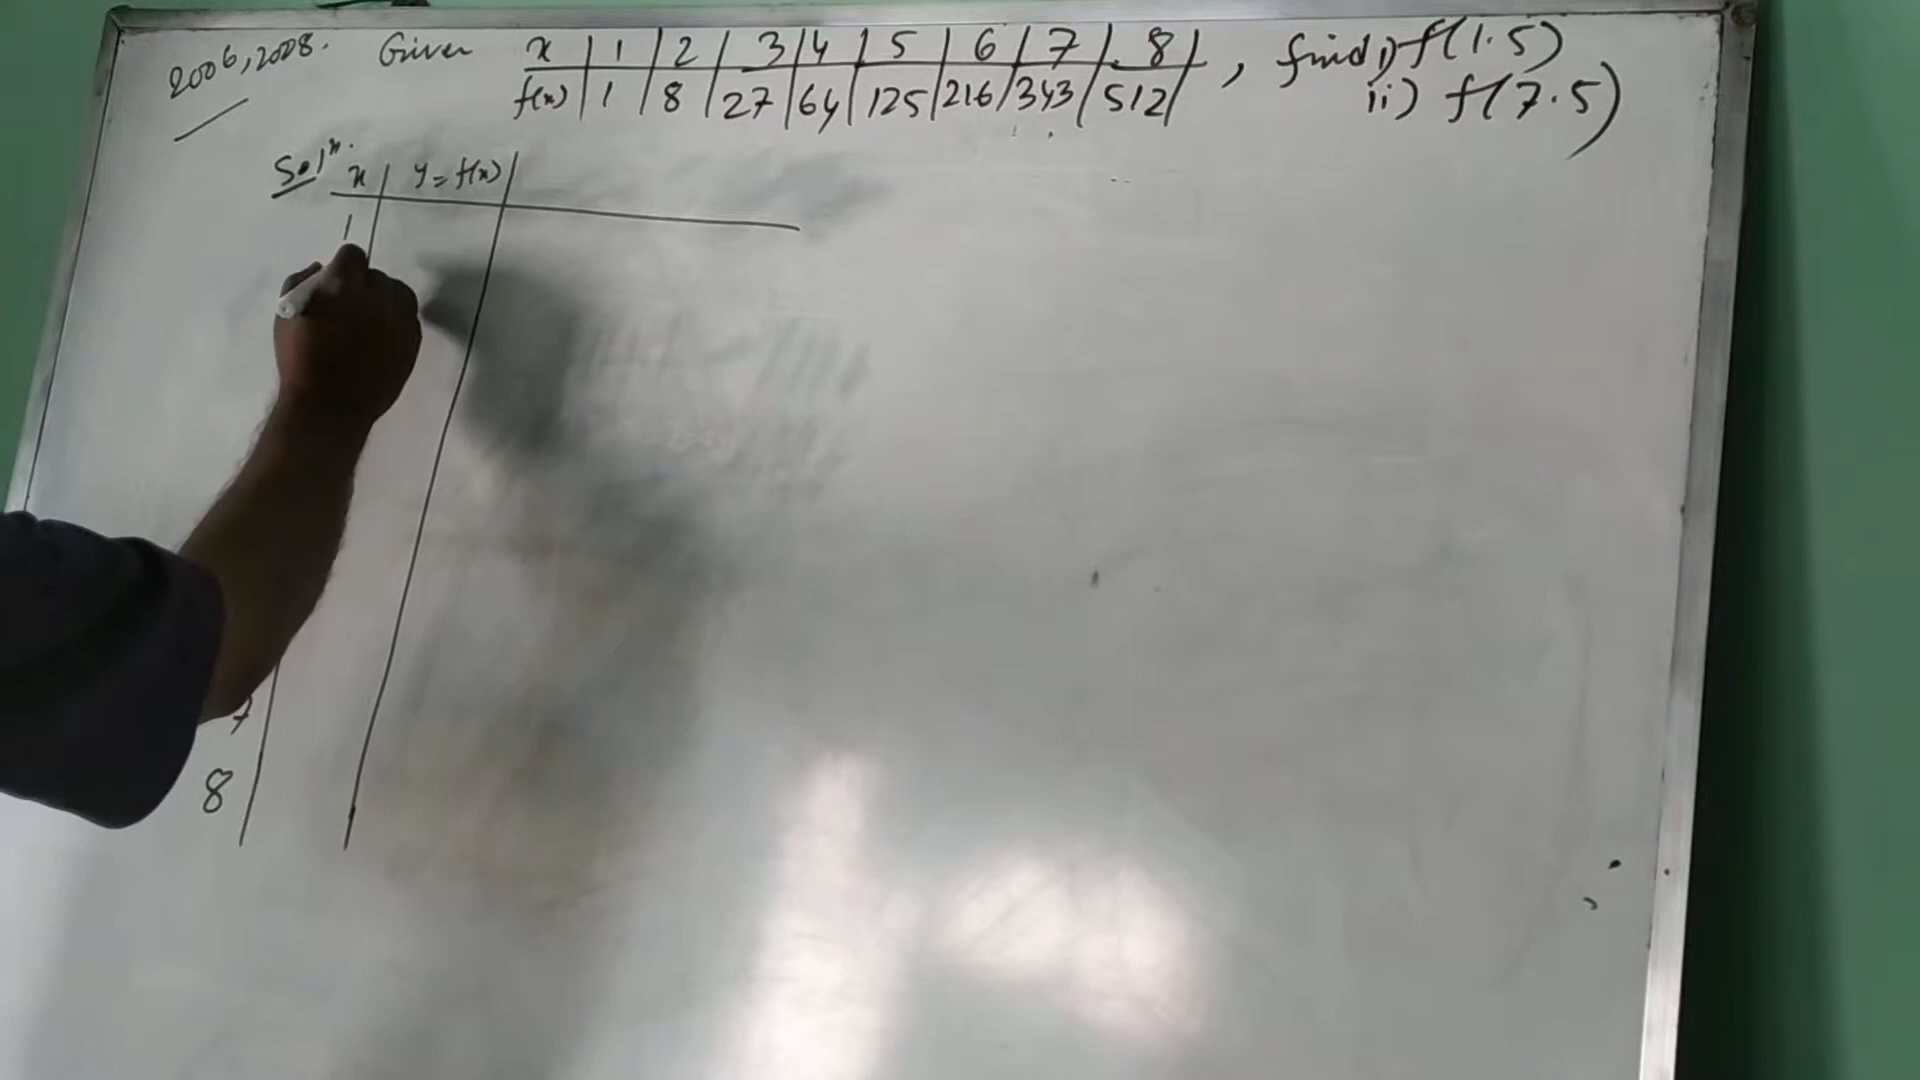 2006, 2008. Given x | 1 | 2 | 3 | 4 | 5 | 6 | 7 | 8 | , find i) f(1.5)
f(x) | 1 | 8 | 27 | 64 | 125 | 216 | 343 | 512 | ii) f(7.5)
Solⁿ. x | y = f(x) |
1
7
8